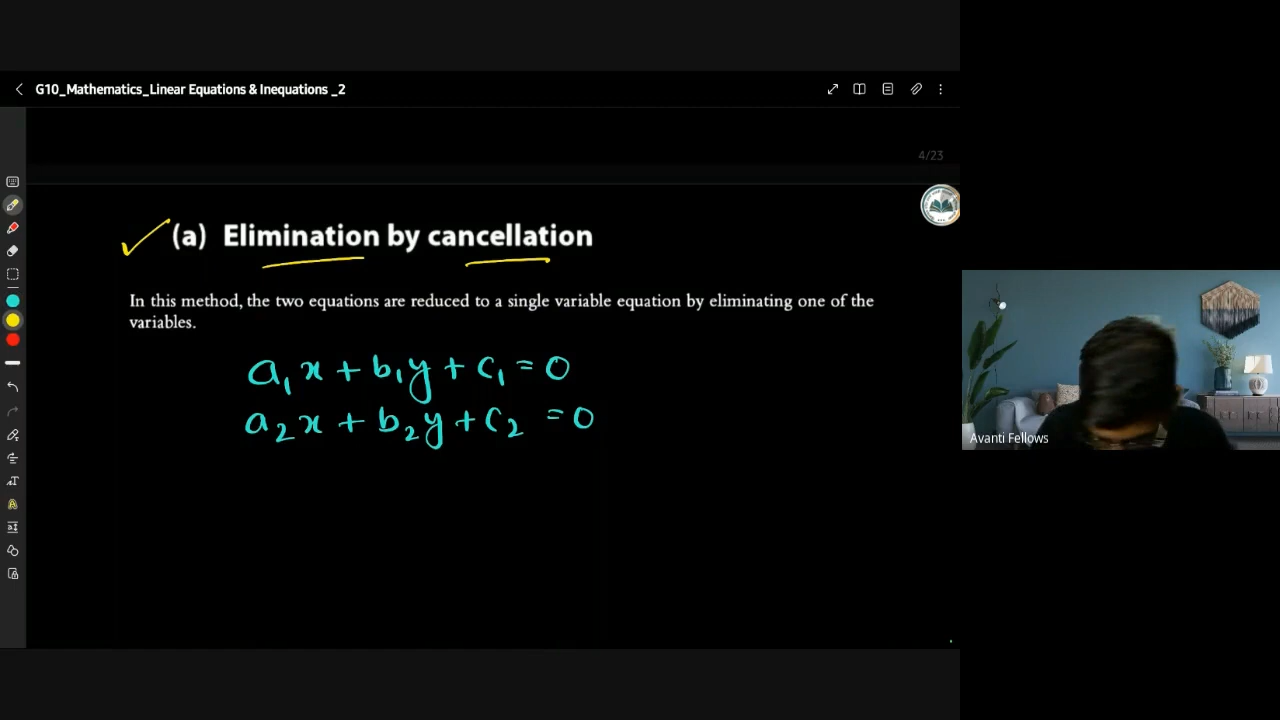 G10_Mathematics_Linear Equations & Inequations _2
4/23
(a) Elimination by cancellation
In this method, the two equations are reduced to a single variable equation by eliminating one of the
variables.
a₁x + b₁y + c₁ = 0
a₂x + b₂y + c₂ = 0
Avanti Fellows